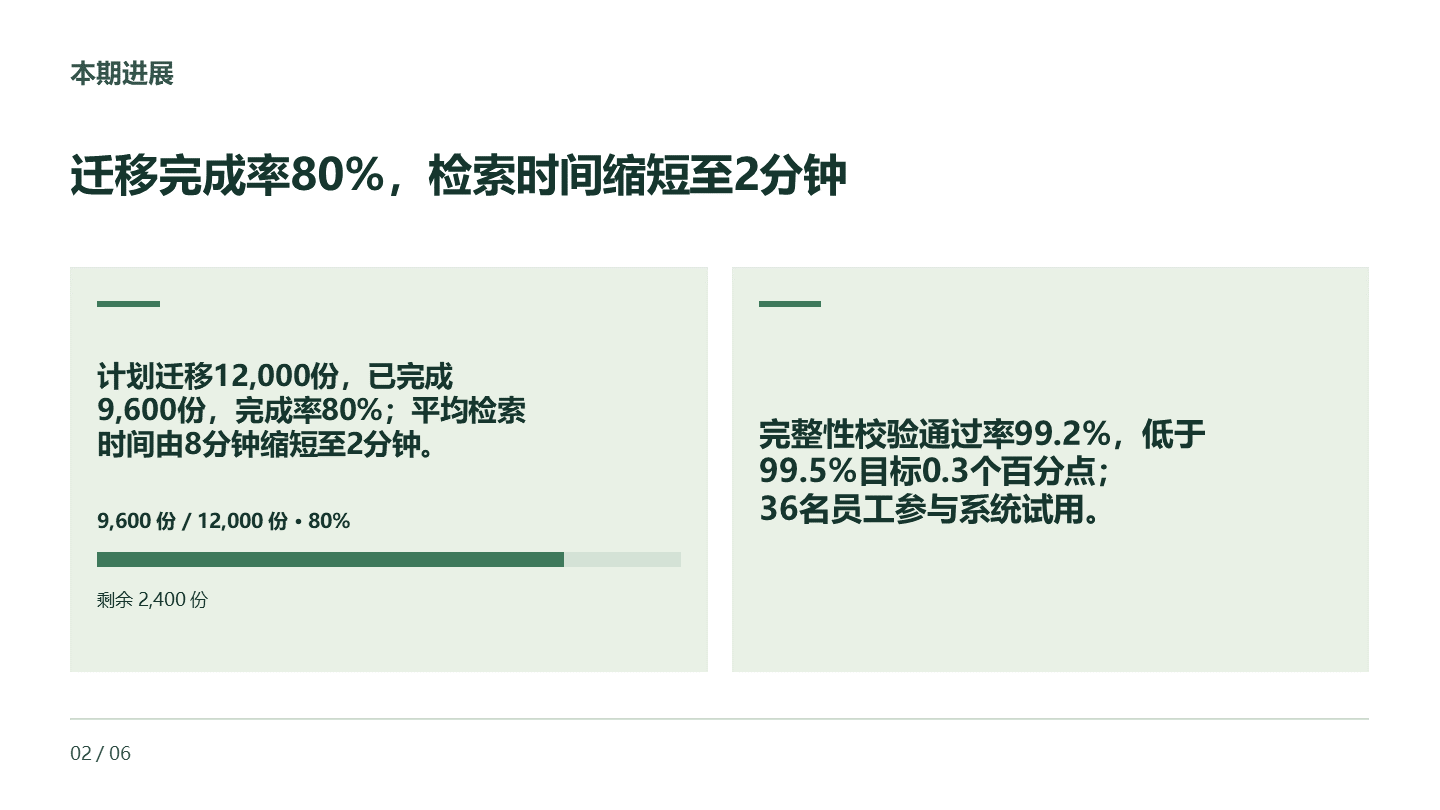 本期进展
迁移完成率80%，检索时间缩短至2分钟
计划迁移12,000份，已完成
9,600份，完成率80%；平均检索
时间由8分钟缩短至2分钟。
9,600 份 / 12,000 份 • 80%
剩余 2,400 份
完整性校验通过率99.2%，低于
99.5%目标0.3个百分点；
36名员工参与系统试用。
02 / 06